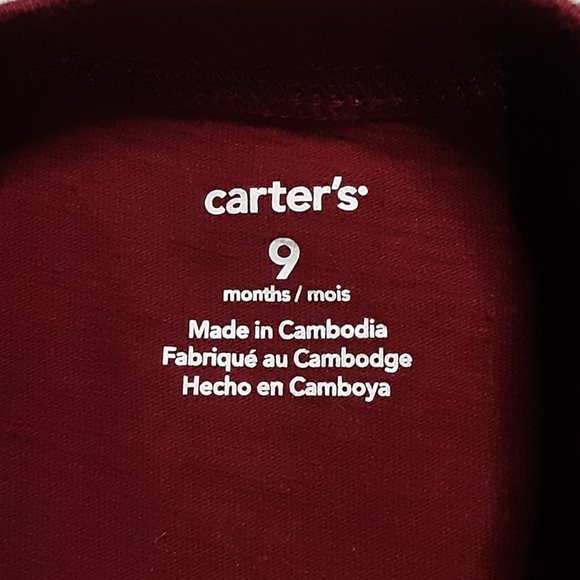 carter's
9
months / mois
Made in Cambodia
Fabriqué au Cambodge
Hecho en Camboya